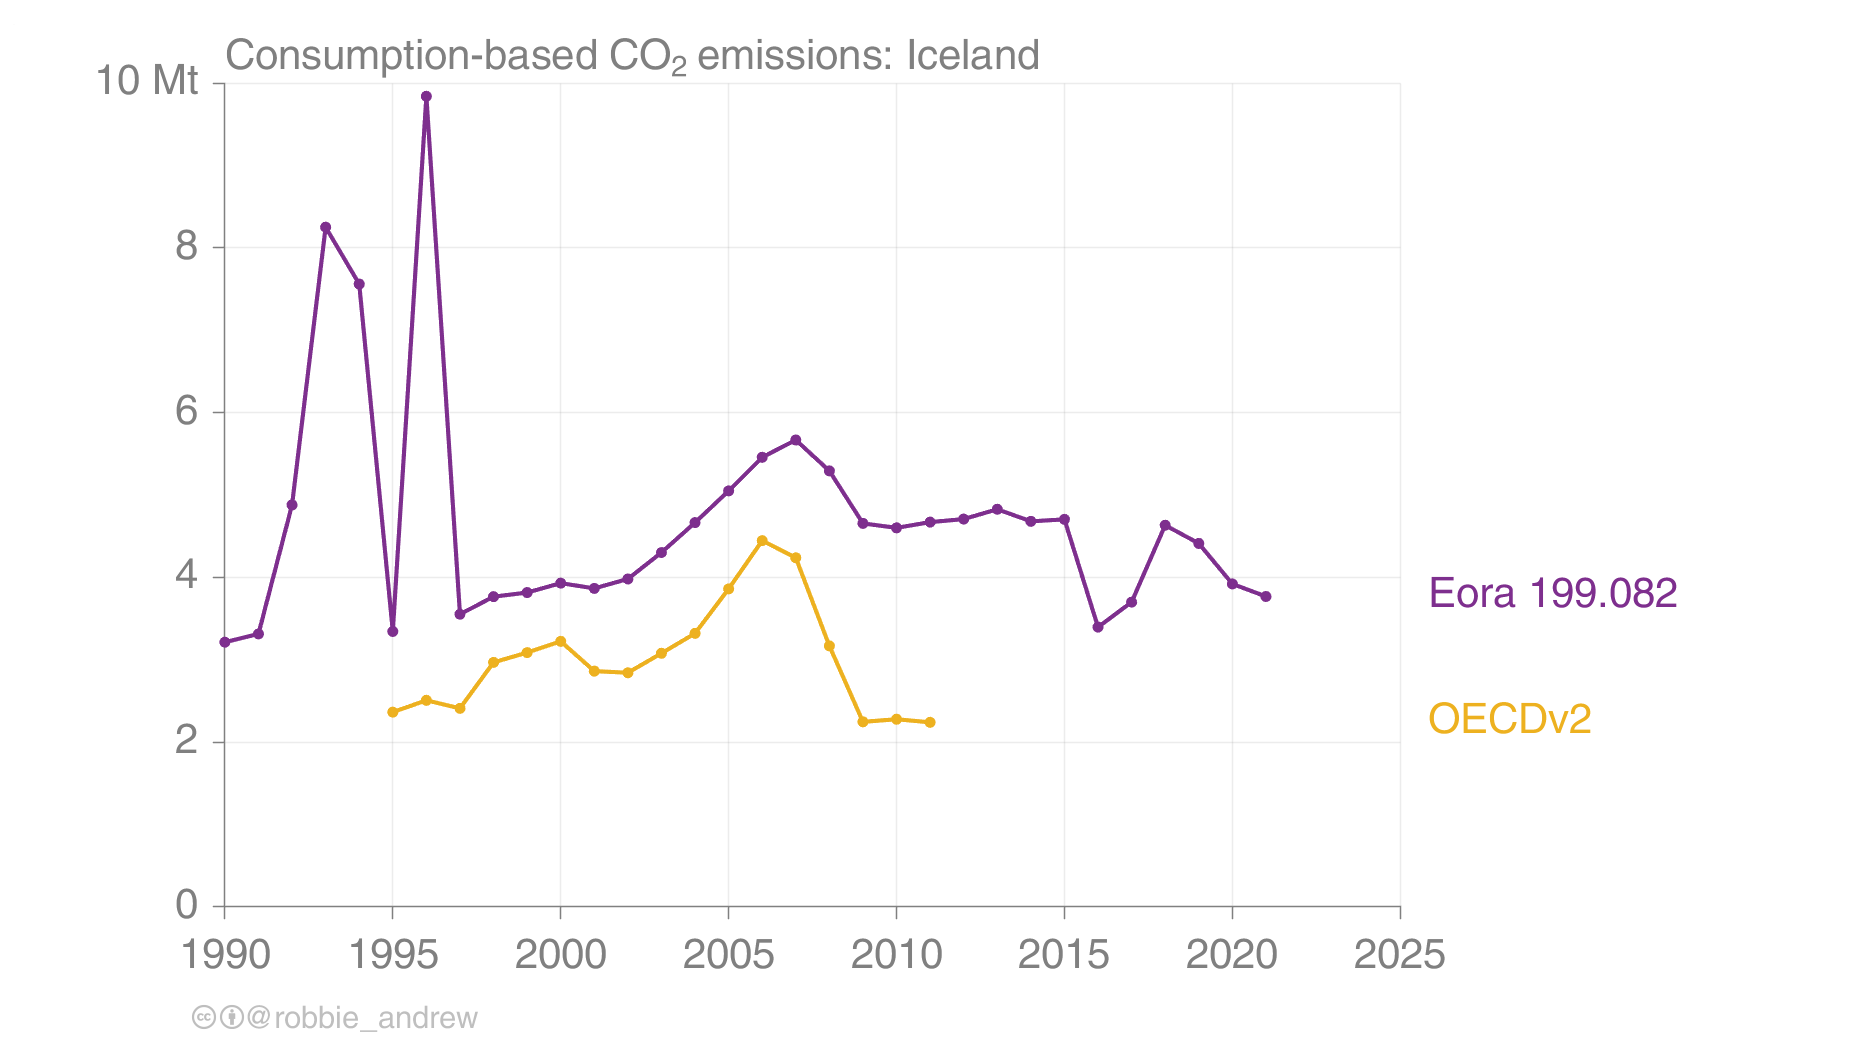 Consumption-based CO₂ emissions: Iceland
10 Mt
8
6
4
2
0
1990 1995 2000 2005 2010 2015 2020 2025
Eora 199.082
OECDv2
@robbie_andrew